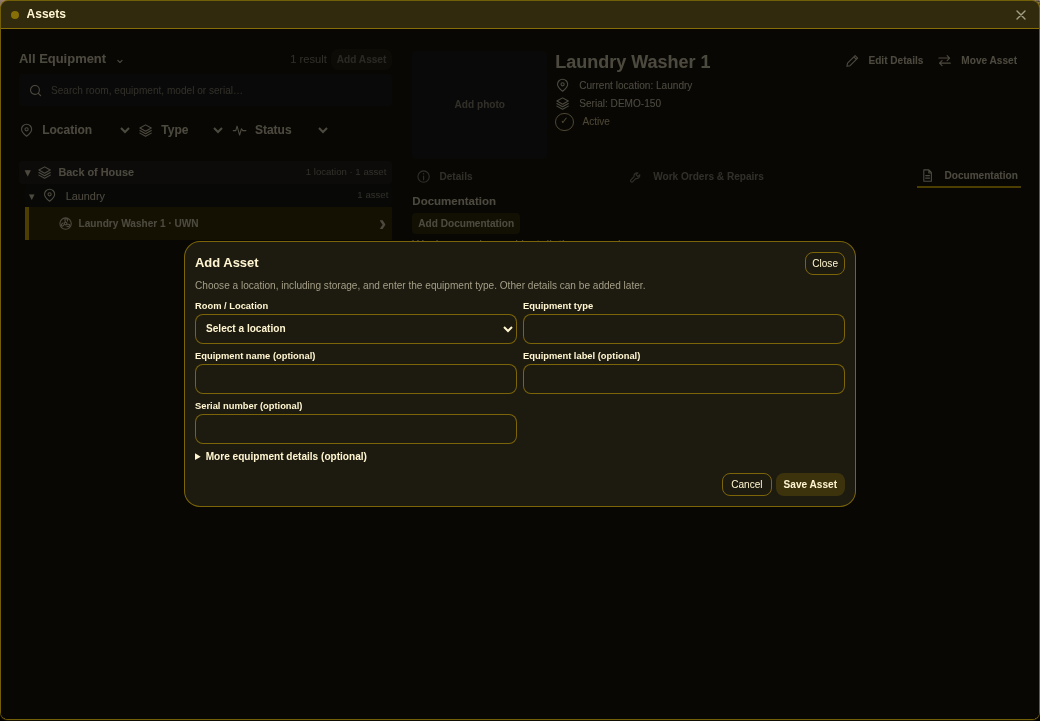 Assets
All Equipment
1 result
Add Asset
Search room, equipment, model or serial...
Location
Type
Status
Back of House
1 location · 1 asset
Laundry
1 asset
Laundry Washer 1 · UWN
Add photo
Laundry Washer 1
Edit Details
Move Asset
Current location: Laundry
Serial: DEMO-150
Active
Details
Work Orders & Repairs
Documentation
Documentation
Add Documentation
Add Asset
Close
Choose a location, including storage, and enter the equipment type. Other details can be added later.
Room / Location
Equipment type
Select a location
Equipment name (optional)
Equipment label (optional)
Serial number (optional)
More equipment details (optional)
Cancel
Save Asset